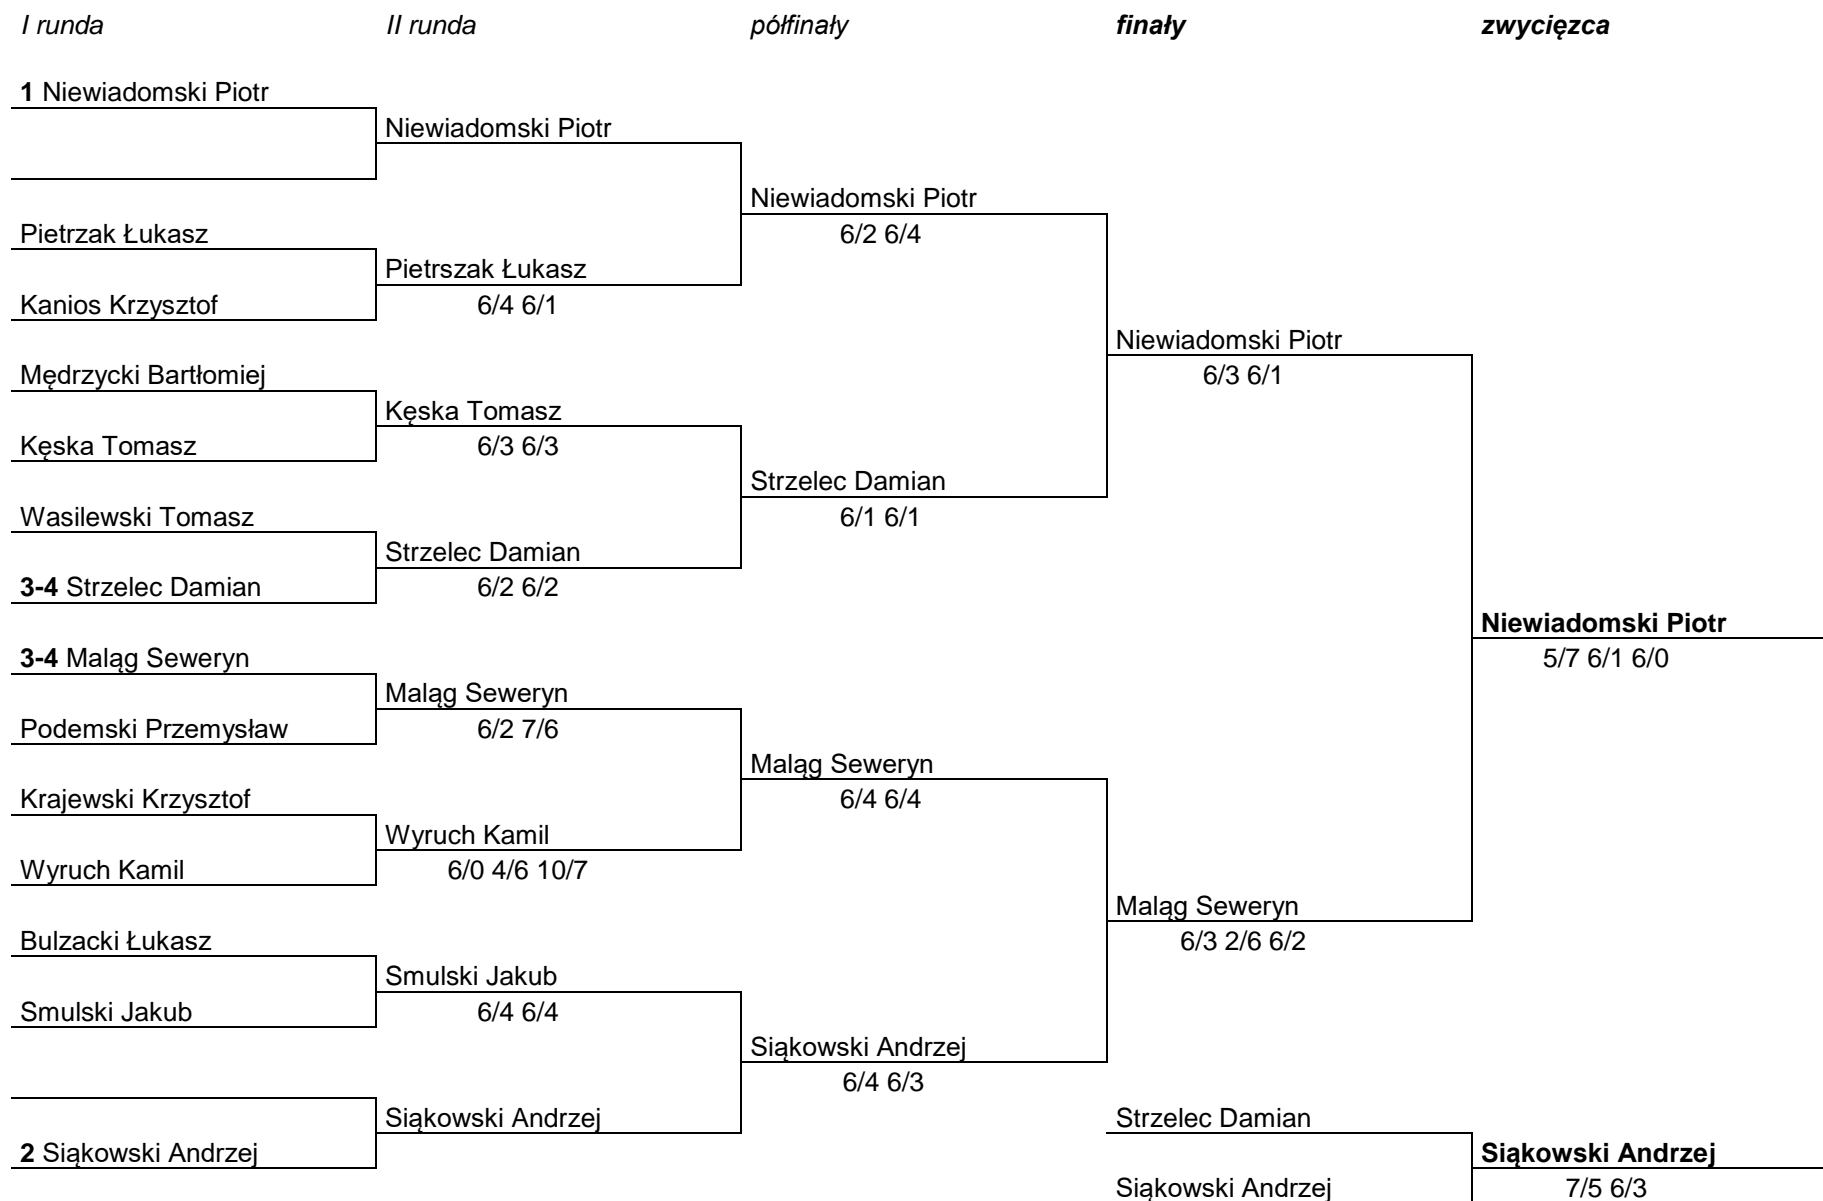 I runda
II runda
półfinały
finały
zwycięzca
1 Niewiadomski Piotr
Niewiadomski Piotr
Niewiadomski Piotr
Pietrzak Łukasz
6/2 6/4
Pietrszak Łukasz
Kanios Krzysztof
6/4 6/1
Niewiadomski Piotr
Mędrzycki Bartłomiej
6/3 6/1
Kęska Tomasz
Kęska Tomasz
6/3 6/3
Strzelec Damian
Wasilewski Tomasz
6/1 6/1
Strzelec Damian
3-4 Strzelec Damian
6/2 6/2
Niewiadomski Piotr
3-4 Maląg Seweryn
5/7 6/1 6/0
Maląg Seweryn
Podemski Przemysław
6/2 7/6
Maląg Seweryn
Krajewski Krzysztof
6/4 6/4
Wyruch Kamil
Wyruch Kamil
6/0 4/6 10/7
Maląg Seweryn
Bulzacki Łukasz
6/3 2/6 6/2
Smulski Jakub
Smulski Jakub
6/4 6/4
Siąkowski Andrzej
6/4 6/3
Siąkowski Andrzej
Strzelec Damian
2 Siąkowski Andrzej
Siąkowski Andrzej
Siąkowski Andrzej
7/5 6/3